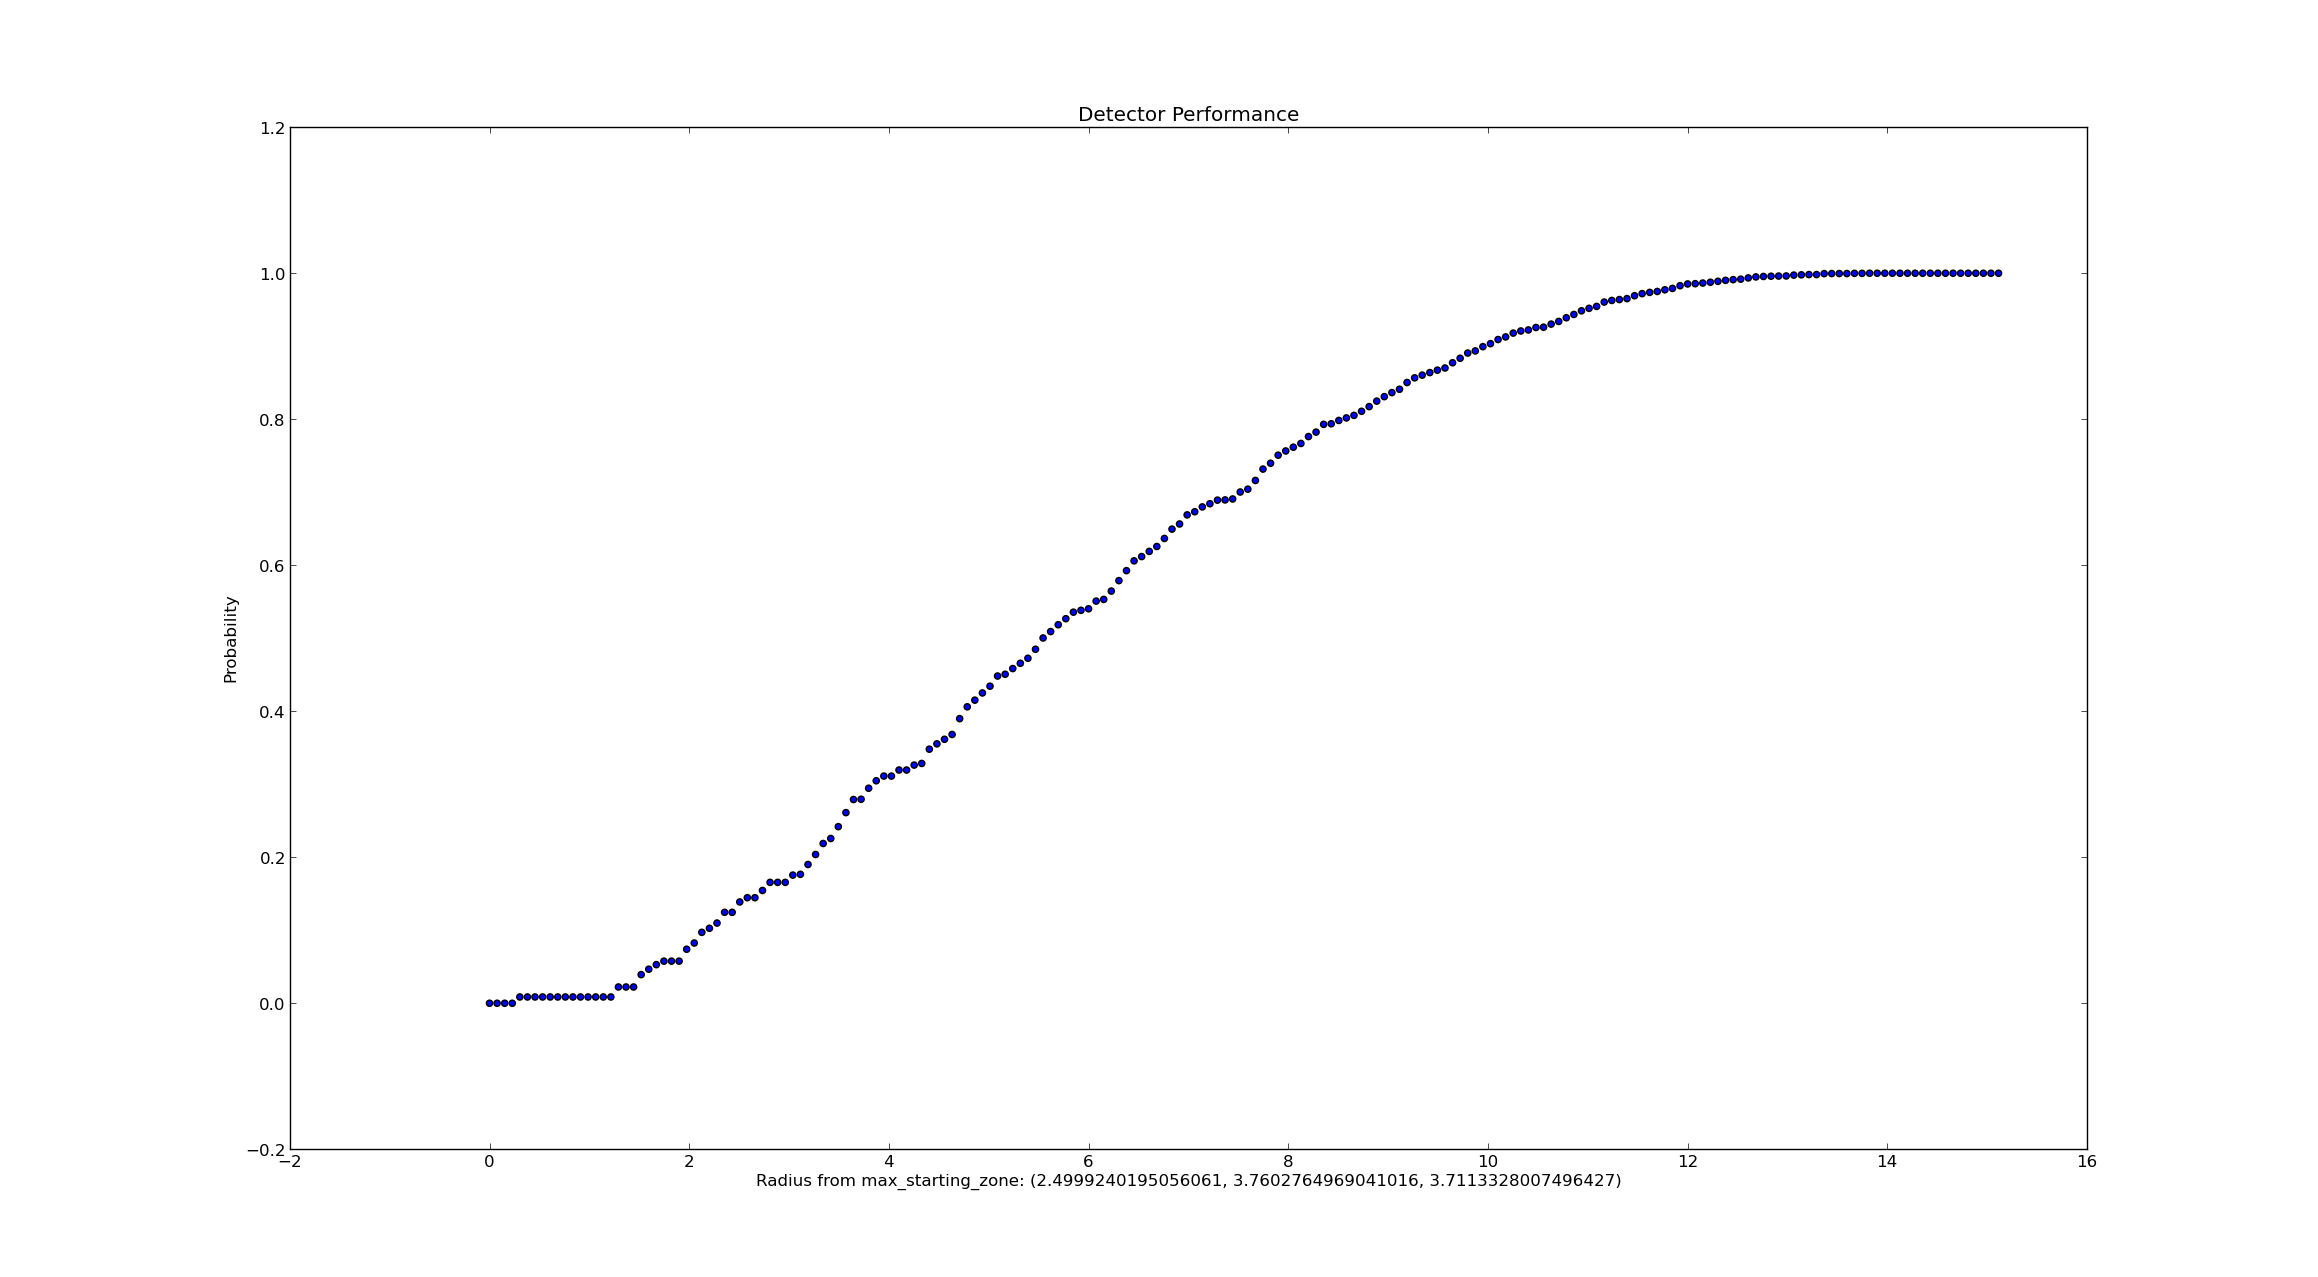 Detector Performance
1.2
1.0
0.8
0.6
0.4
0.2
0.0
−0.2
Probability
−2 0 2 4 6 8 10 12 14 16
Radius from max_starting_zone: (2.4999240195056061, 3.7602764969041016, 3.7113328007496427)